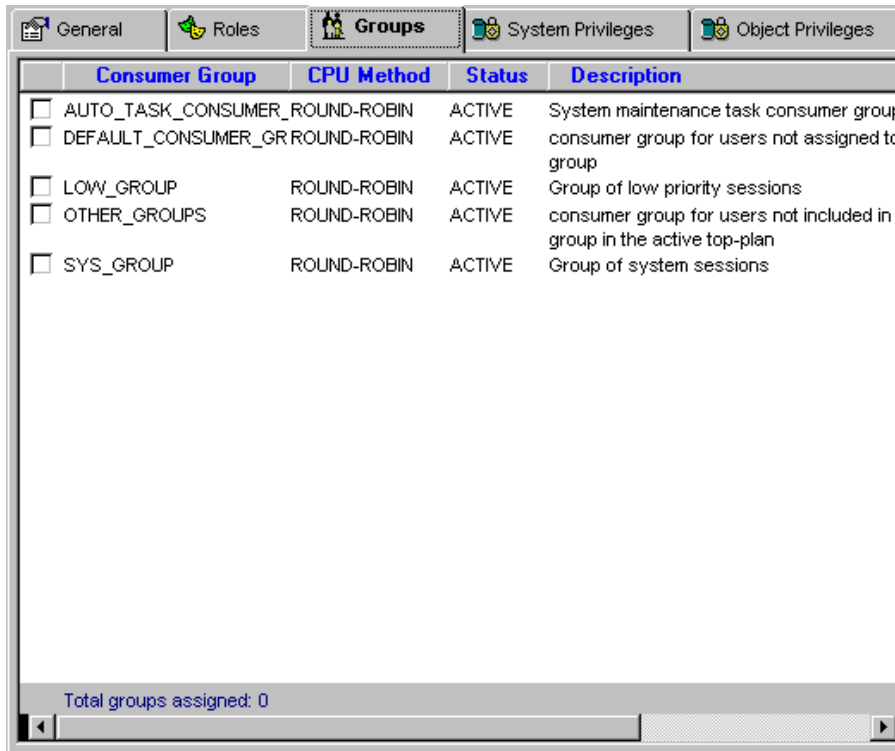 General Roles Groups System Privileges Object Privileges
Consumer Group CPU Method Status Description
AUTO_TASK_CONSUMER_ ROUND-ROBIN ACTIVE System maintenance task consumer group
DEFAULT_CONSUMER_GR ROUND-ROBIN ACTIVE consumer group for users not assigned to
group
LOW_GROUP ROUND-ROBIN ACTIVE Group of low priority sessions
OTHER_GROUPS ROUND-ROBIN ACTIVE consumer group for users not included in
group in the active top-plan
SYS_GROUP ROUND-ROBIN ACTIVE Group of system sessions
Total groups assigned: 0